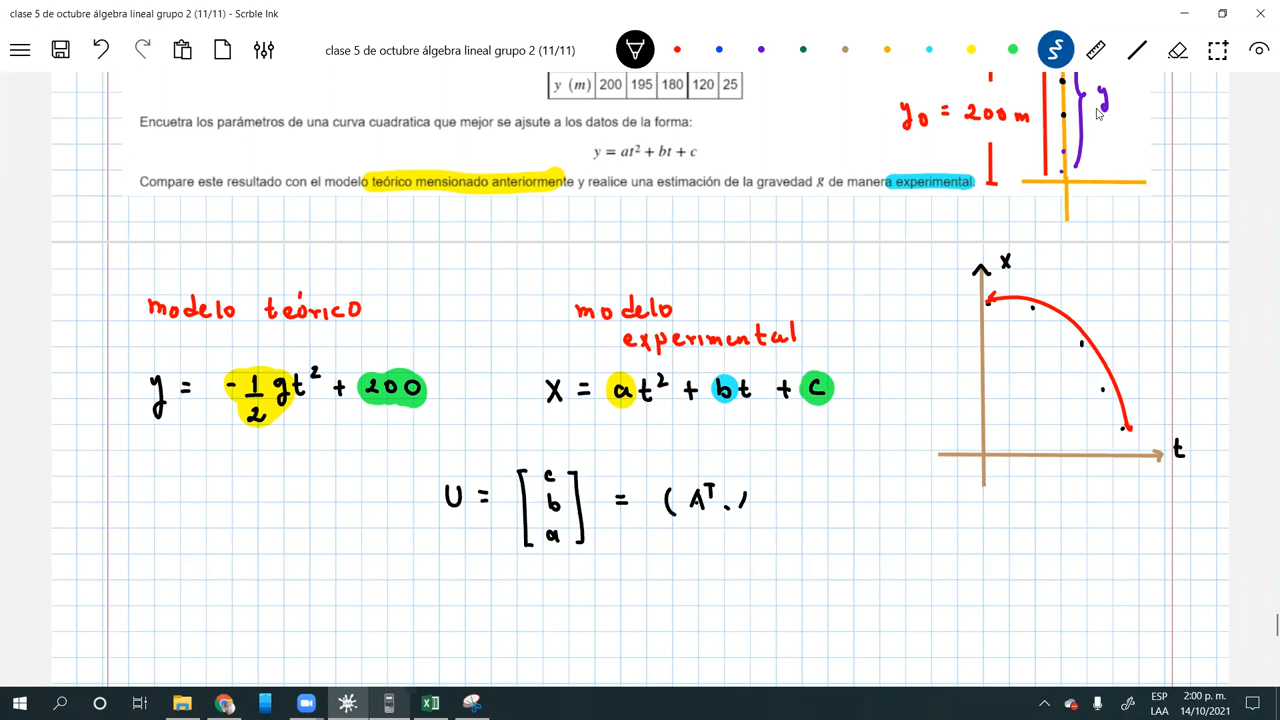 clase 5 de octubre álgebra lineal grupo 2 (11/11) - Scrble Ink
clase 5 de octubre álgebra lineal grupo 2 (11/11)
y (m) 200 195 180 120 25
Encuetra los parámetros de una curva cuadratica que mejor se ajsute a los datos de la forma:
y = at² + bt + c
Compare este resultado con el modelo teórico mensionado anteriormente y realice una estimación de la gravedad g de manera experimental.
y₀ = 200 m
y
modelo teórico
modelo experimental
y = -1/2 gt² + 200
x = at² + bt + c
x
t
U = [c b a] = (Aᵀ.
ESP
LAA
2:00 p. m.
14/10/2021